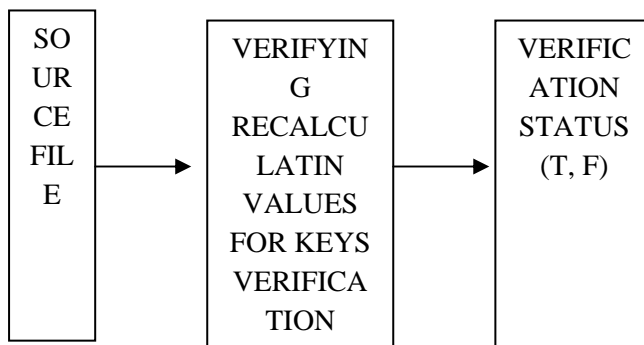 SO
UR
CE
FIL
E
VERIFYIN
G
RECALCU
LATIN
VALUES
FOR KEYS
VERIFICA
TION
VERIFIC
ATION
STATUS
(T, F)